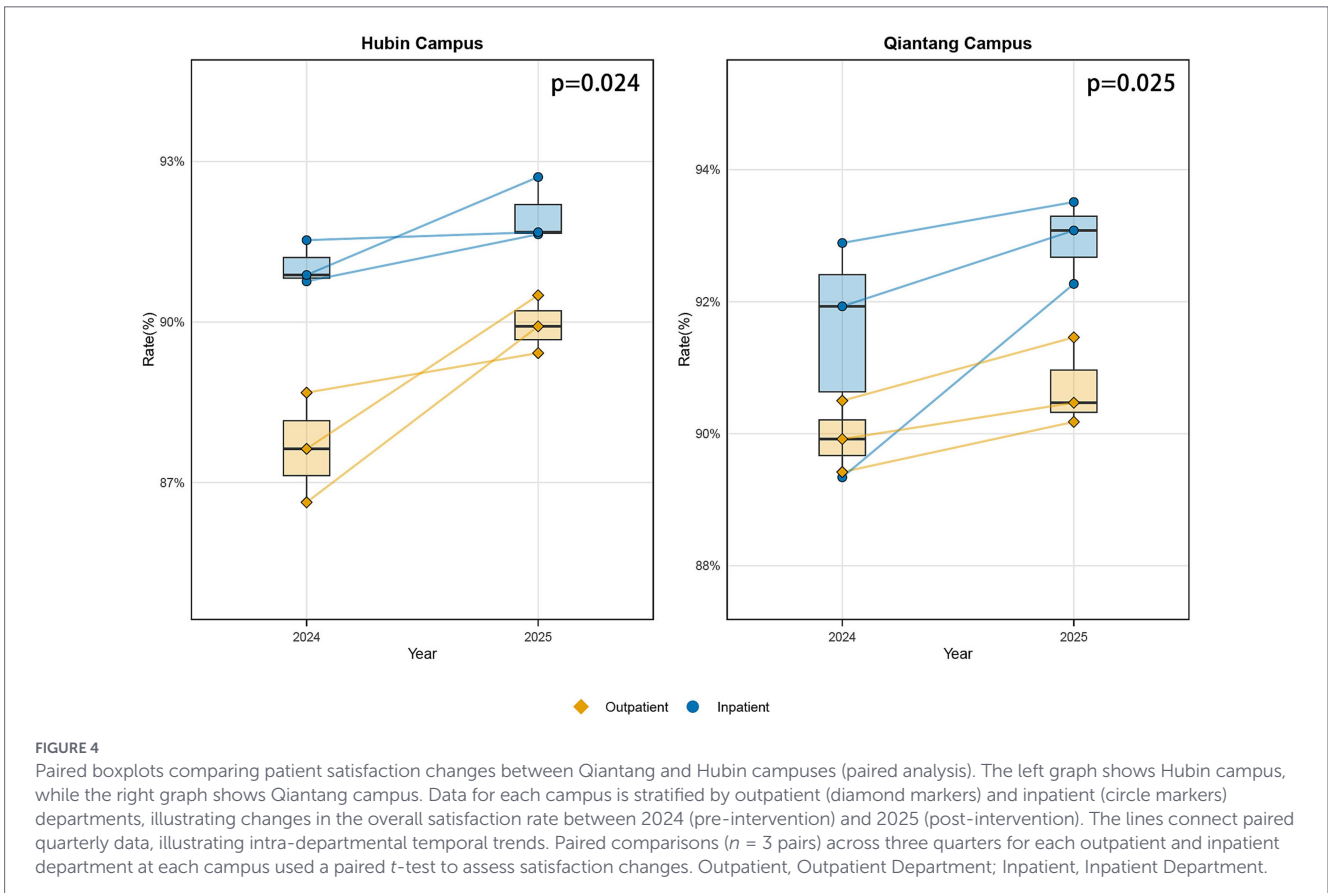 Hubin Campus
p=0.024
93%
90%
87%
Rate(%)
2024
2025
Year
Qiantang Campus
p=0.025
94%
92%
90%
88%
Rate(%)
2024
2025
Year
Outpatient
Inpatient
FIGURE 4
Paired boxplots comparing patient satisfaction changes between Qiantang and Hubin campuses (paired analysis). The left graph shows Hubin campus,
while the right graph shows Qiantang campus. Data for each campus is stratified by outpatient (diamond markers) and inpatient (circle markers)
departments, illustrating changes in the overall satisfaction rate between 2024 (pre-intervention) and 2025 (post-intervention). The lines connect paired
quarterly data, illustrating intra-departmental temporal trends. Paired comparisons (n = 3 pairs) across three quarters for each outpatient and inpatient
department at each campus used a paired t-test to assess satisfaction changes. Outpatient, Outpatient Department; Inpatient, Inpatient Department.